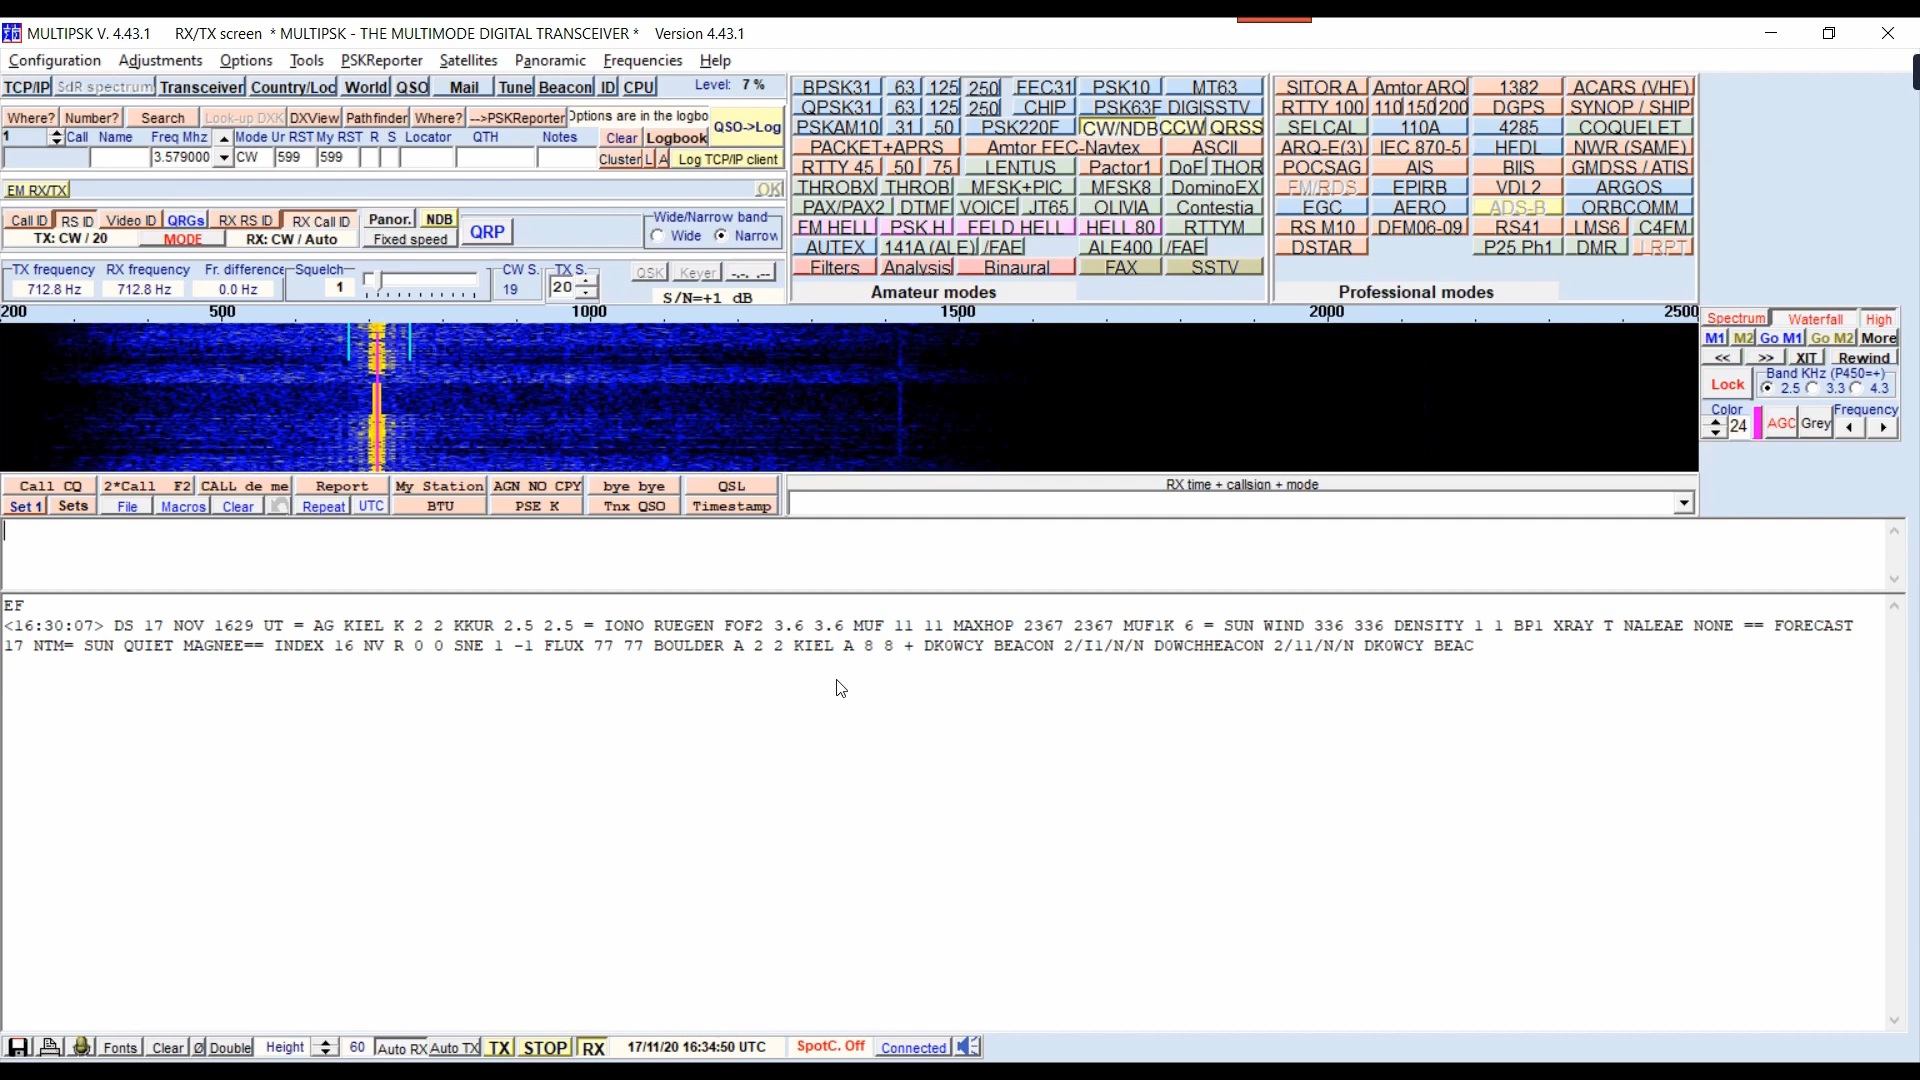 MULTIPSK V. 4.43.1 RX/TX screen * MULTIPSK - THE MULTIMODE DIGITAL TRANSCEIVER * Version 4.43.1
Configuration Adjustments Options Tools PSKReporter Satellites Panoramic Frequencies Help
TCP/IP SdR spectrum Transceiver Country/Loc World QSO Mail Tune Beacon ID CPU Level: 7 %
Where? Number? Search Look-up DXK DXView Pathfinder Where? -->PSKReporter Options are in the logbo QSO->Log
1 Call Name Freq Mhz Mode Ur RST My RST R S Locator QTH Notes Clear Logbook
3.579000 CW 599 599 Cluster L A Log TCP/IP client
EM RX/TX OK
Call ID RS ID Video ID QRGs RX RS ID RX Call ID Panor. NDB QRP Wide/Narrow band
TX: CW / 20 MODE RX: CW / Auto Fixed speed Wide Narrow
TX frequency RX frequency Fr. difference Squelch CW S. TX S. QSK Keyer -.-. .--
712.8 Hz 712.8 Hz 0.0 Hz 1 19 20 S/N=+1 dB
BPSK31 63 125 250 FEC31 PSK10 MT63
QPSK31 63 125 250 CHIP PSK63F DIGISSTV
PSKAM10 31 50 PSK220F CW/NDB CCW QRSS
PACKET+APRS Amtor FEC-Navtex ASCII
RTTY 45 50 75 LENTUS Pactor1 DoF THOR
THROBX THROB MFSK+PIC MFSK8 DominoEX
PAX/PAX2 DTMF VOICE JT65 OLIVIA Contestia
FM HELL PSK H FELD HELL HELL 80 RTTYM
AUTEX 141A (ALE) /FAE ALE400 /FAE
Filters Analysis Binaural FAX SSTV
Amateur modes
SITOR A Amtor ARQ 1382 ACARS (VHF)
RTTY 100 110 150 200 DGPS SYNOP / SHIP
SELCAL 110A 4285 COQUELET
ARQ-E(3) IEC 870-5 HFDL NWR (SAME)
POCSAG AIS BIIS GMDSS / ATIS
FM/RDS EPIRB VDL2 ARGOS
EGC AERO ADS-B ORBCOMM
RS M10 DFM06-09 RS41 LMS6 C4FM
DSTAR P25 Ph1 DMR LRPT
Professional modes
200 500 1000 1500 2000 2500
Spectrum Waterfall High
M1 M2 Go M1 Go M2 More
<< >> XIT Rewind
Lock Band KHz (P450=+)
2.5 3.3 4.3
Color 24 AGC Grey Frequency
Call CQ 2*Call F2 CALL de me Report My Station AGN NO CPY bye bye QSL RX time + callsign + mode
Set 1 Sets File Macros Clear Repeat UTC BTU PSE K Tnx QSO Timestamp
EF
<16:30:07> DS 17 NOV 1629 UT = AG KIEL K 2 2 KKUR 2.5 2.5 = IONO RUEGEN FOF2 3.6 3.6 MUF 11 11 MAXHOP 2367 2367 MUF1K 6 = SUN WIND 336 336 DENSITY 1 1 BP1 XRAY T NALEAE NONE == FORECAST
17 NTM= SUN QUIET MAGNEE== INDEX 16 NV R 0 0 SNE 1 -1 FLUX 77 77 BOULDER A 2 2 KIEL A 8 8 + DK0WCY BEACON 2/I1/N/N D0WCHHEACON 2/11/N/N DK0WCY BEAC
Fonts Clear Ø Double Height 60 Auto RX Auto TX TX STOP RX 17/11/20 16:34:50 UTC SpotC. Off Connected